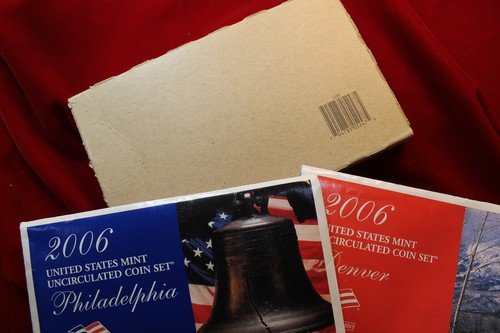 2006
UNITED STATES MINT
UNCIRCULATED COIN SET®
Philadelphia
2006
UNITED STATES MINT
UNCIRCULATED COIN SET®
Denver